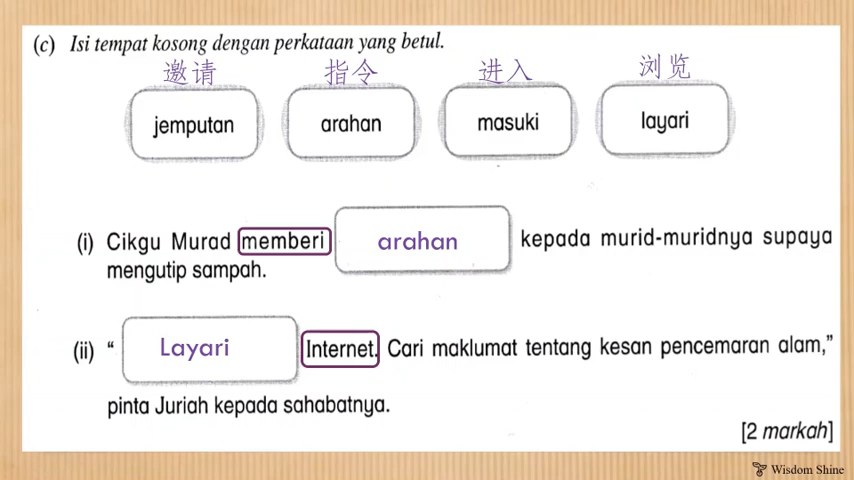 (c) Isi tempat kosong dengan perkataan yang betul.
邀请 指令 进入 浏览
jemputan arahan masuki layari
(i) Cikgu Murad memberi arahan kepada murid-muridnya supaya
mengutip sampah.
(ii) “ Layari Internet. Cari maklumat tentang kesan pencemaran alam,”
pinta Juriah kepada sahabatnya.
[2 markah]
Wisdom Shine